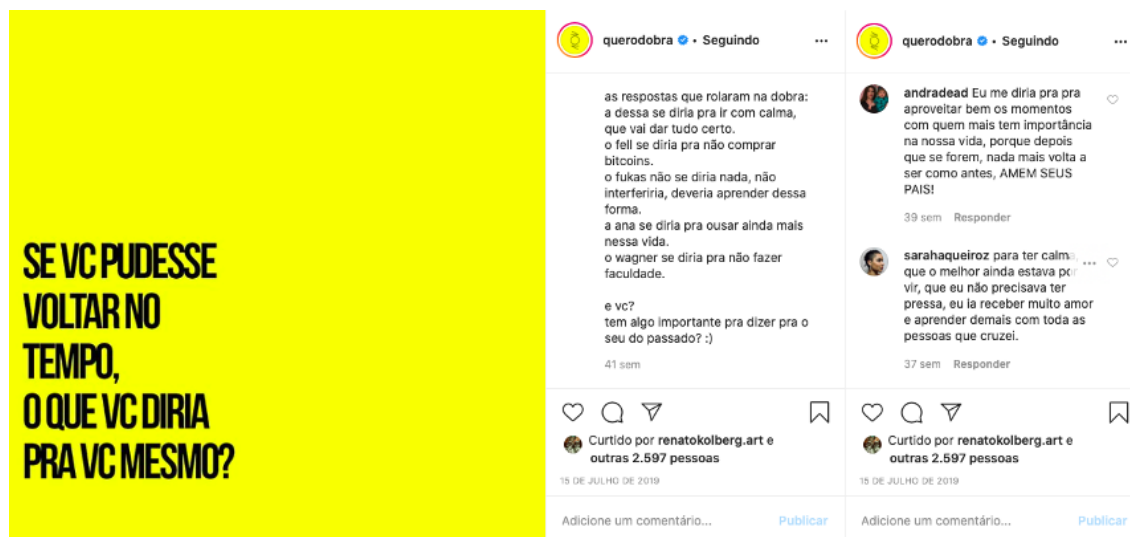 SE VC PUDESSE
VOLTAR NO
TEMPO,
O QUE VC DIRIA
PRA VC MESMO?
querodobra • Seguindo
as respostas que rolaram na dobra:
a dessa se diria pra ir com calma,
que vai dar tudo certo.
o fell se diria pra não comprar
bitcoins.
o fukas não se diria nada, não
interferiria, deveria aprender dessa
forma.
a ana se diria pra ousar ainda mais
nessa vida.
o wagner se diria pra não fazer
faculdade.
e vc?
tem algo importante pra dizer pra o
seu do passado? :)
41 sem
Curtido por renatokolberg.art e
outras 2.597 pessoas
15 DE JULHO DE 2019
Adicione um comentário... Publicar
querodobra • Seguindo
andradead Eu me diria pra pra
aproveitar bem os momentos
com quem mais tem importância
na nossa vida, porque depois
que se forem, nada mais volta a
ser como antes, AMEM SEUS
PAIS!
39 sem Responder
sarahaqueiroz para ter calma,
que o melhor ainda estava por
vir, que eu não precisava ter
pressa, eu ia receber muito amor
e aprender demais com toda as
pessoas que cruzei.
37 sem Responder
Curtido por renatokolberg.art e
outras 2.597 pessoas
15 DE JULHO DE 2019
Adicione um comentário... Publicar